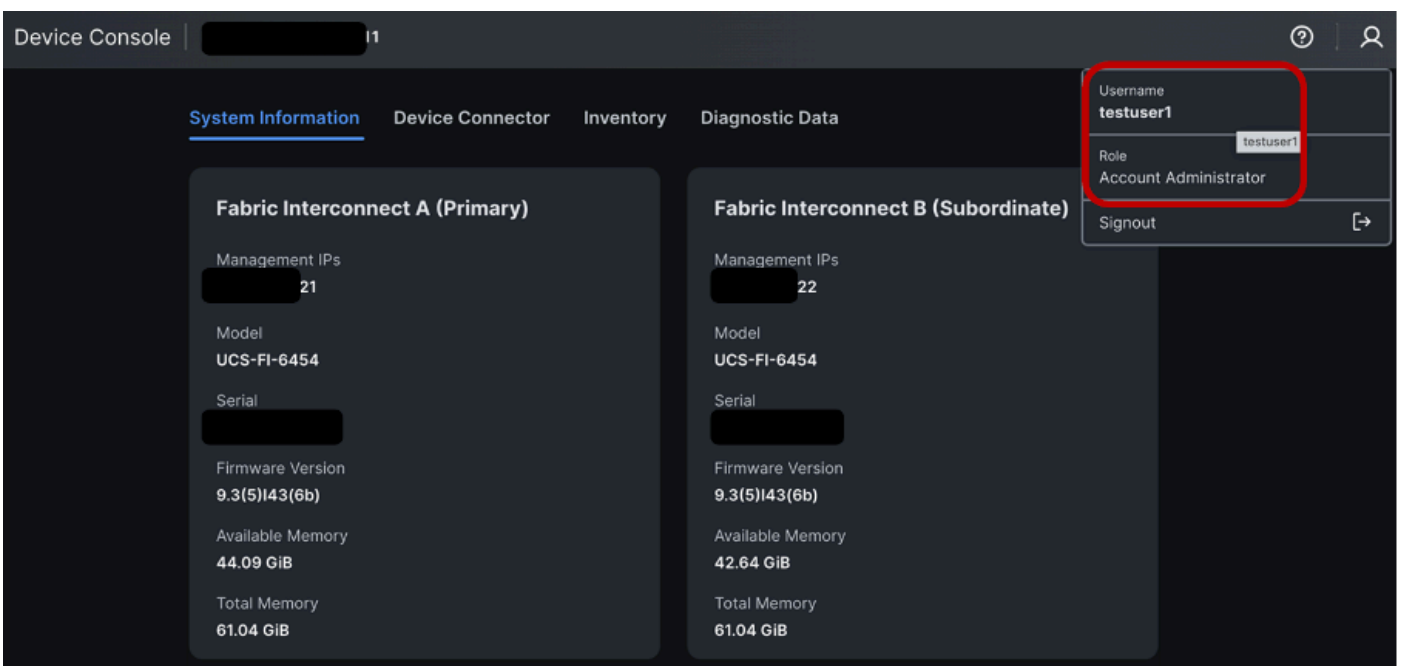 Device Console
11
Username
testuser1
testuser1
Role
Account Administrator
Signout
System Information Device Connector Inventory Diagnostic Data
Fabric Interconnect A (Primary)
Management IPs
21
Model
UCS-FI-6454
Serial
Firmware Version
9.3(5)I43(6b)
Available Memory
44.09 GiB
Total Memory
61.04 GiB
Fabric Interconnect B (Subordinate)
Management IPs
22
Model
UCS-FI-6454
Serial
Firmware Version
9.3(5)I43(6b)
Available Memory
42.64 GiB
Total Memory
61.04 GiB